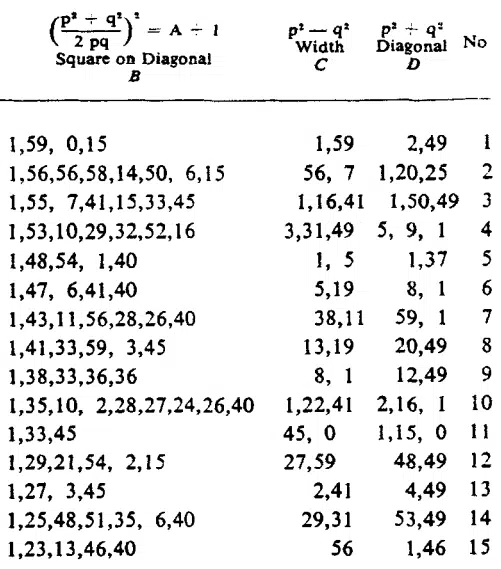 (p² + q² / 2 pq)² = A + 1 p² — q² p² + q²
Square on Diagonal Width Diagonal No
B C D
1,59, 0,15 1,59 2,49 1
1,56,56,58,14,50, 6,15 56, 7 1,20,25 2
1,55, 7,41,15,33,45 1,16,41 1,50,49 3
1,53,10,29,32,52,16 3,31,49 5, 9, 1 4
1,48,54, 1,40 1, 5 1,37 5
1,47, 6,41,40 5,19 8, 1 6
1,43,11,56,28,26,40 38,11 59, 1 7
1,41,33,59, 3,45 13,19 20,49 8
1,38,33,36,36 8, 1 12,49 9
1,35,10, 2,28,27,24,26,40 1,22,41 2,16, 1 10
1,33,45 45, 0 1,15, 0 11
1,29,21,54, 2,15 27,59 48,49 12
1,27, 3,45 2,41 4,49 13
1,25,48,51,35, 6,40 29,31 53,49 14
1,23,13,46,40 56 1,46 15